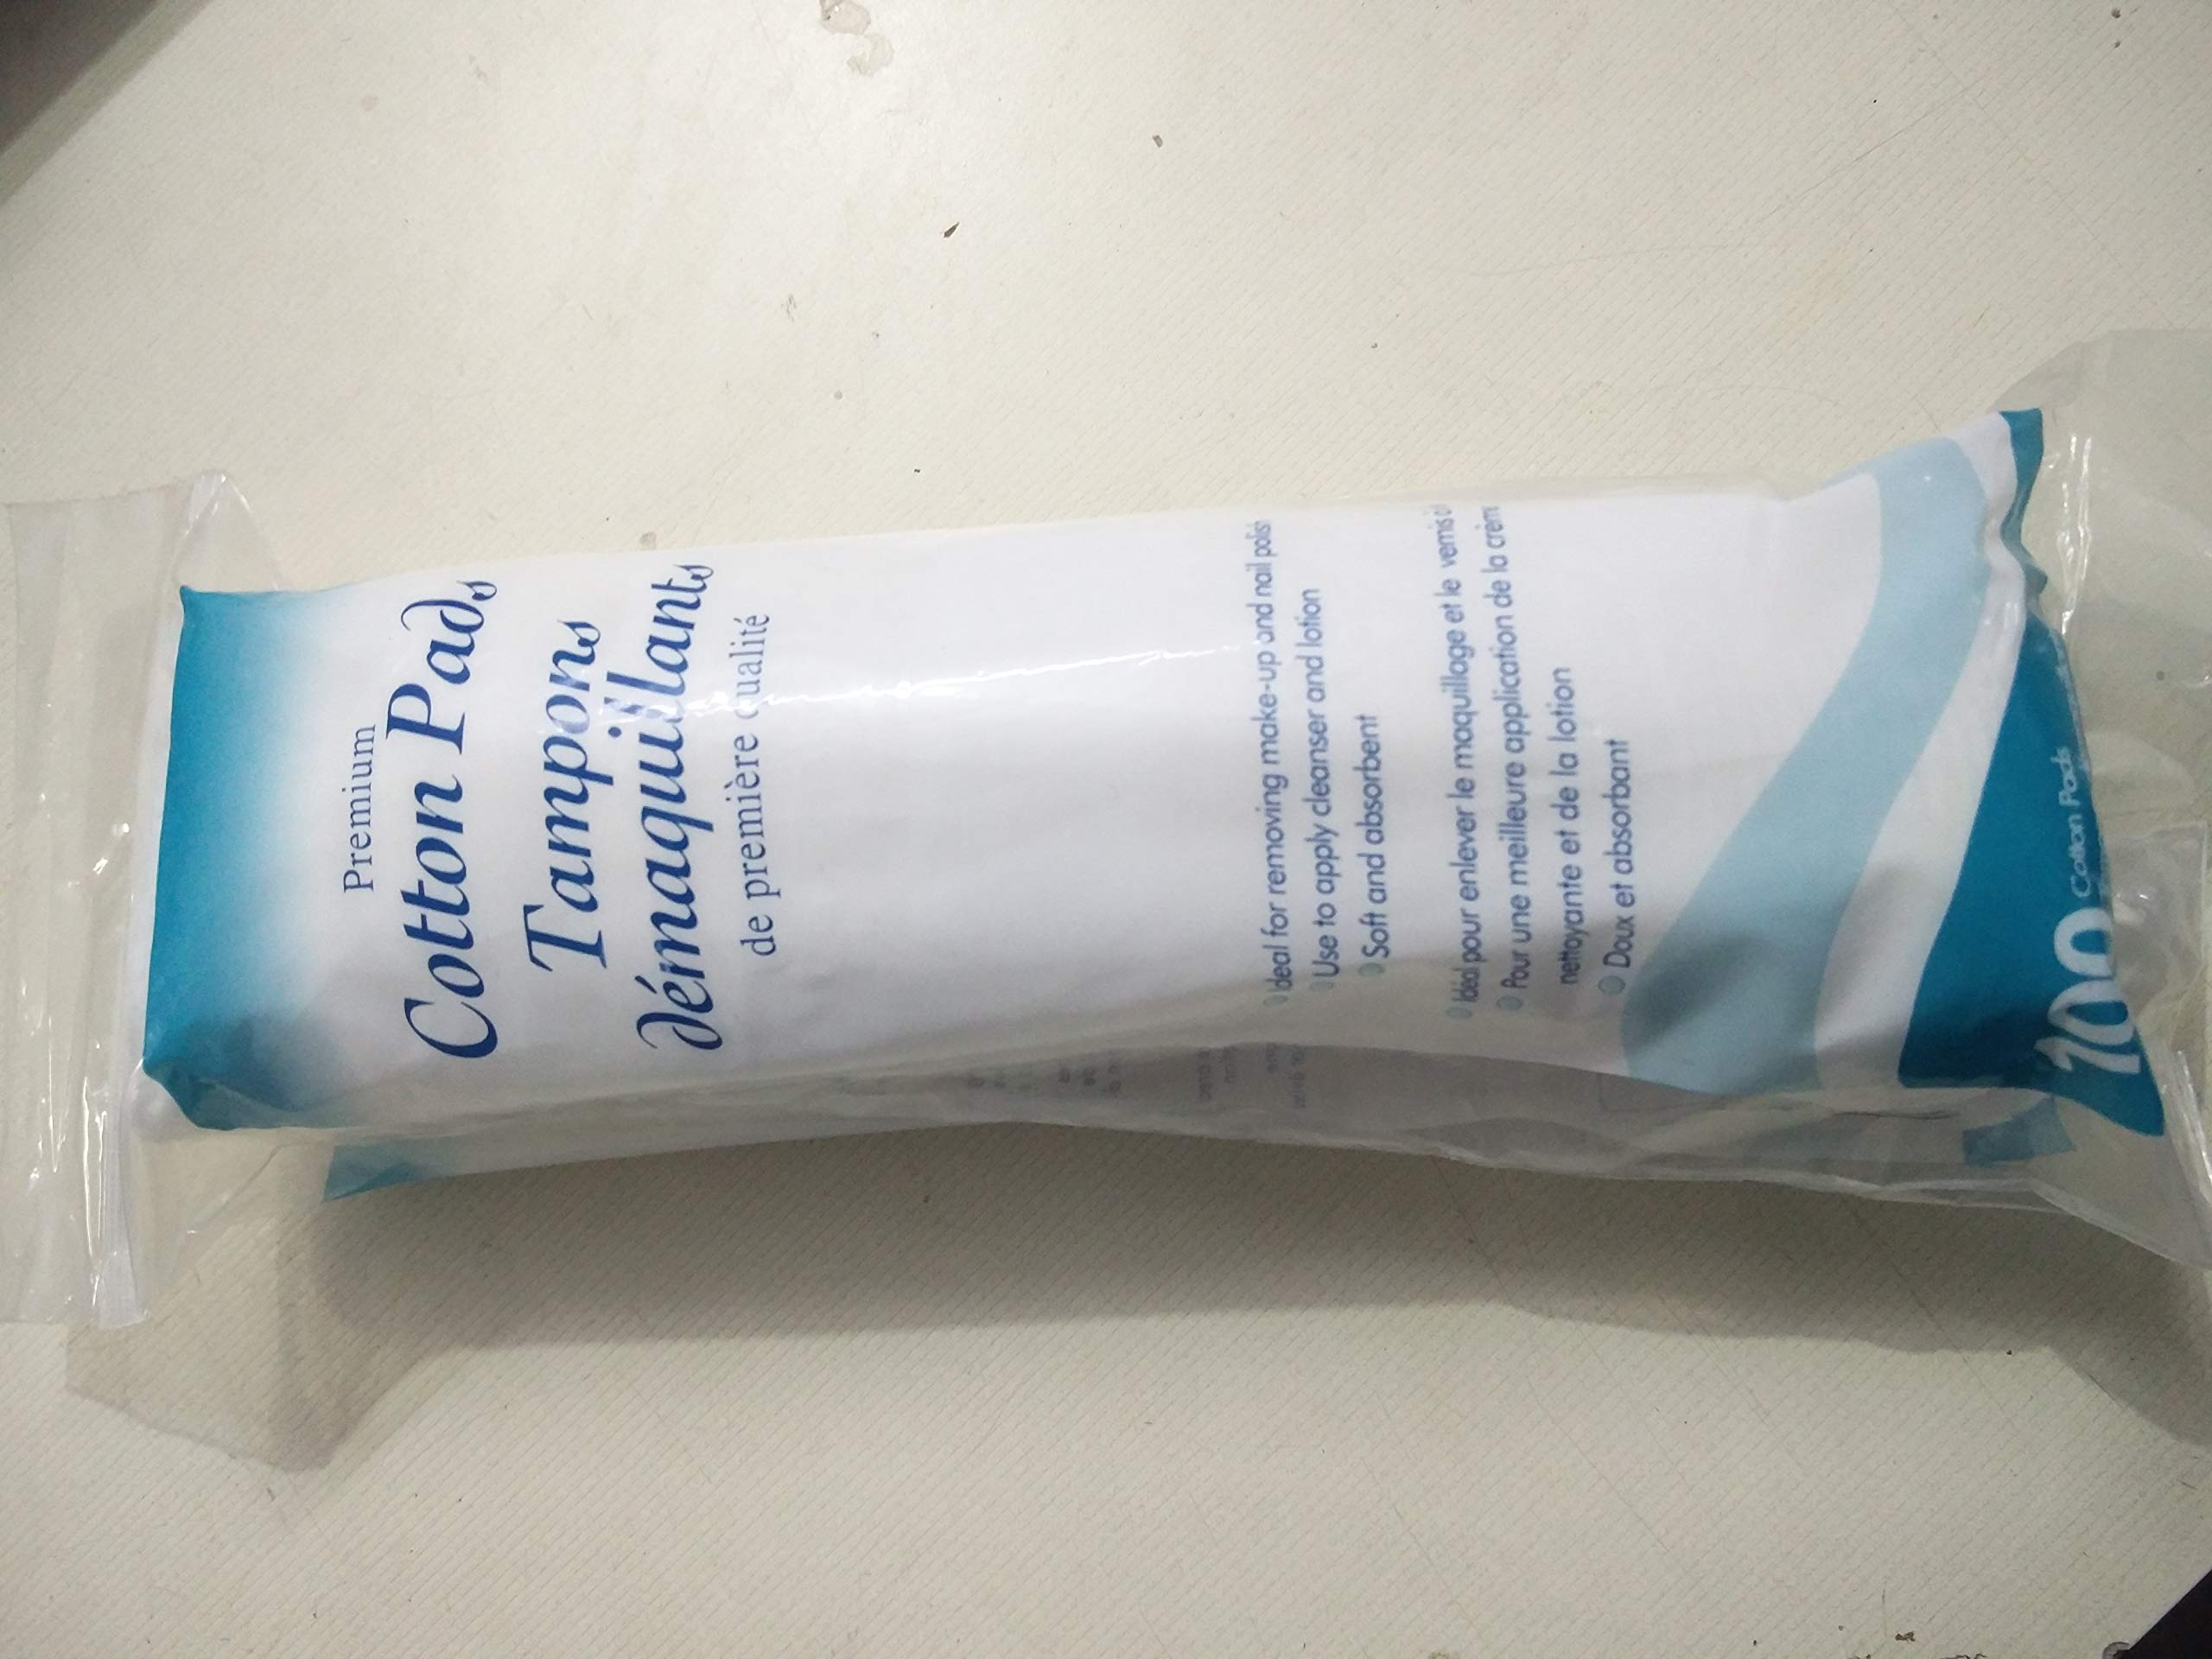 Premium
Cotton Pads
Tampons
démaquillants
de première qualité
Ideal for removing make-up and nail polish
Use to apply cleanser and lotion
Soft and absorbent
Idéal pour enlever le maquillage et le vernis à
Pour une meilleure application de la crèm
nettoyante et de la lotion
Doux et absorbant
100 Cotton Pads